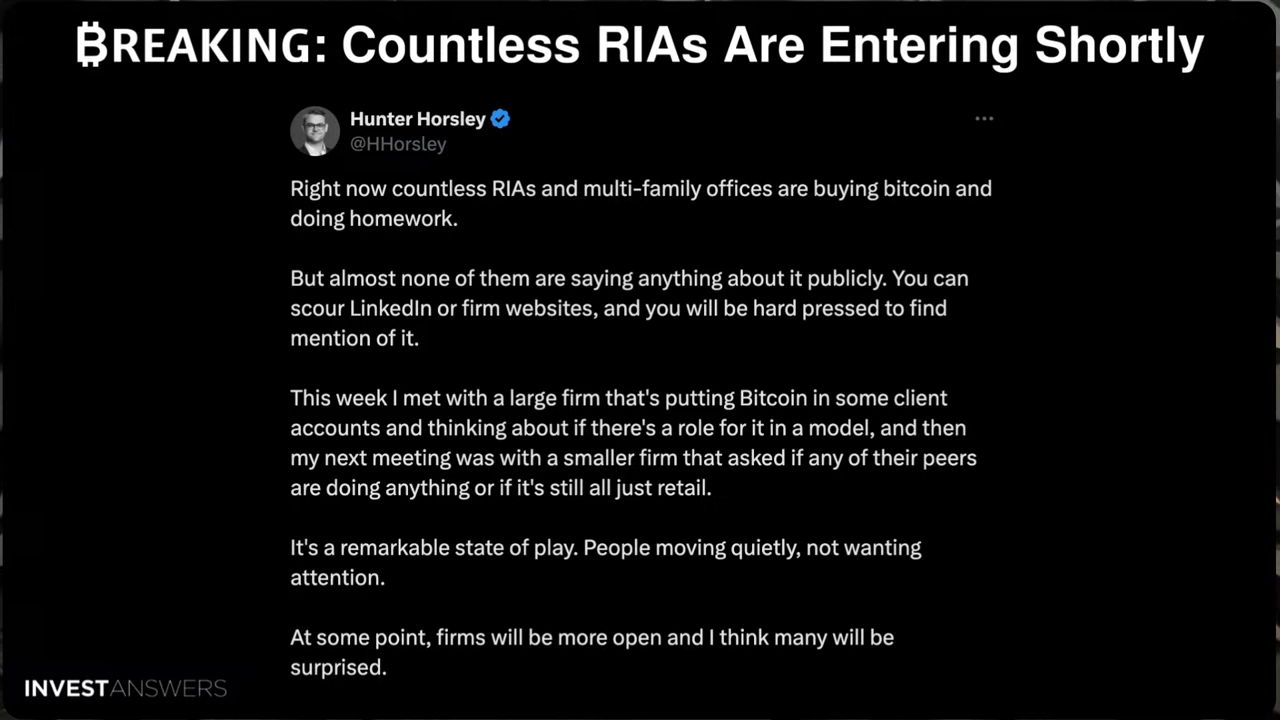 ₿REAKING: Countless RIAs Are Entering Shortly
Hunter Horsley
@HHorsley
Right now countless RIAs and multi-family offices are buying bitcoin and
doing homework.
But almost none of them are saying anything about it publicly. You can
scour LinkedIn or firm websites, and you will be hard pressed to find
mention of it.
This week I met with a large firm that's putting Bitcoin in some client
accounts and thinking about if there's a role for it in a model, and then
my next meeting was with a smaller firm that asked if any of their peers
are doing anything or if it's still all just retail.
It's a remarkable state of play. People moving quietly, not wanting
attention.
At some point, firms will be more open and I think many will be
surprised.
INVESTANSWERS